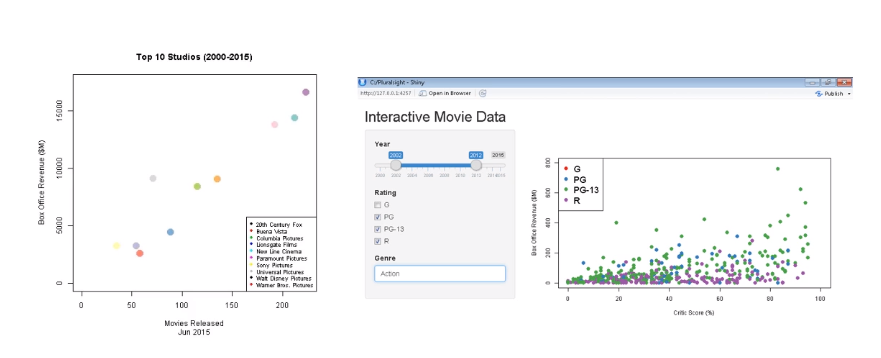 Top 10 Studios (2000-2015)
Box Office Revenue ($M)
15000
10000
5000
0
0 50 100 150 200
Movies Released
Jun 2015
20th Century Fox
Buena Vista
Columbia Pictures
Lionsgate Films
New Line Cinema
Paramount Pictures
Sony Pictures
Universal Pictures
Walt Disney Pictures
Warner Bros. Pictures
C:/Pluralsight - Shiny
Open in Browser
Publish
Interactive Movie Data
Year
2002 2012 2015
Rating
G
PG
PG-13
R
Genre
Action
Box Office Revenue ($M)
800
0
G
PG
PG-13
R
0 20 40 60 80 100
Critic Score (%)